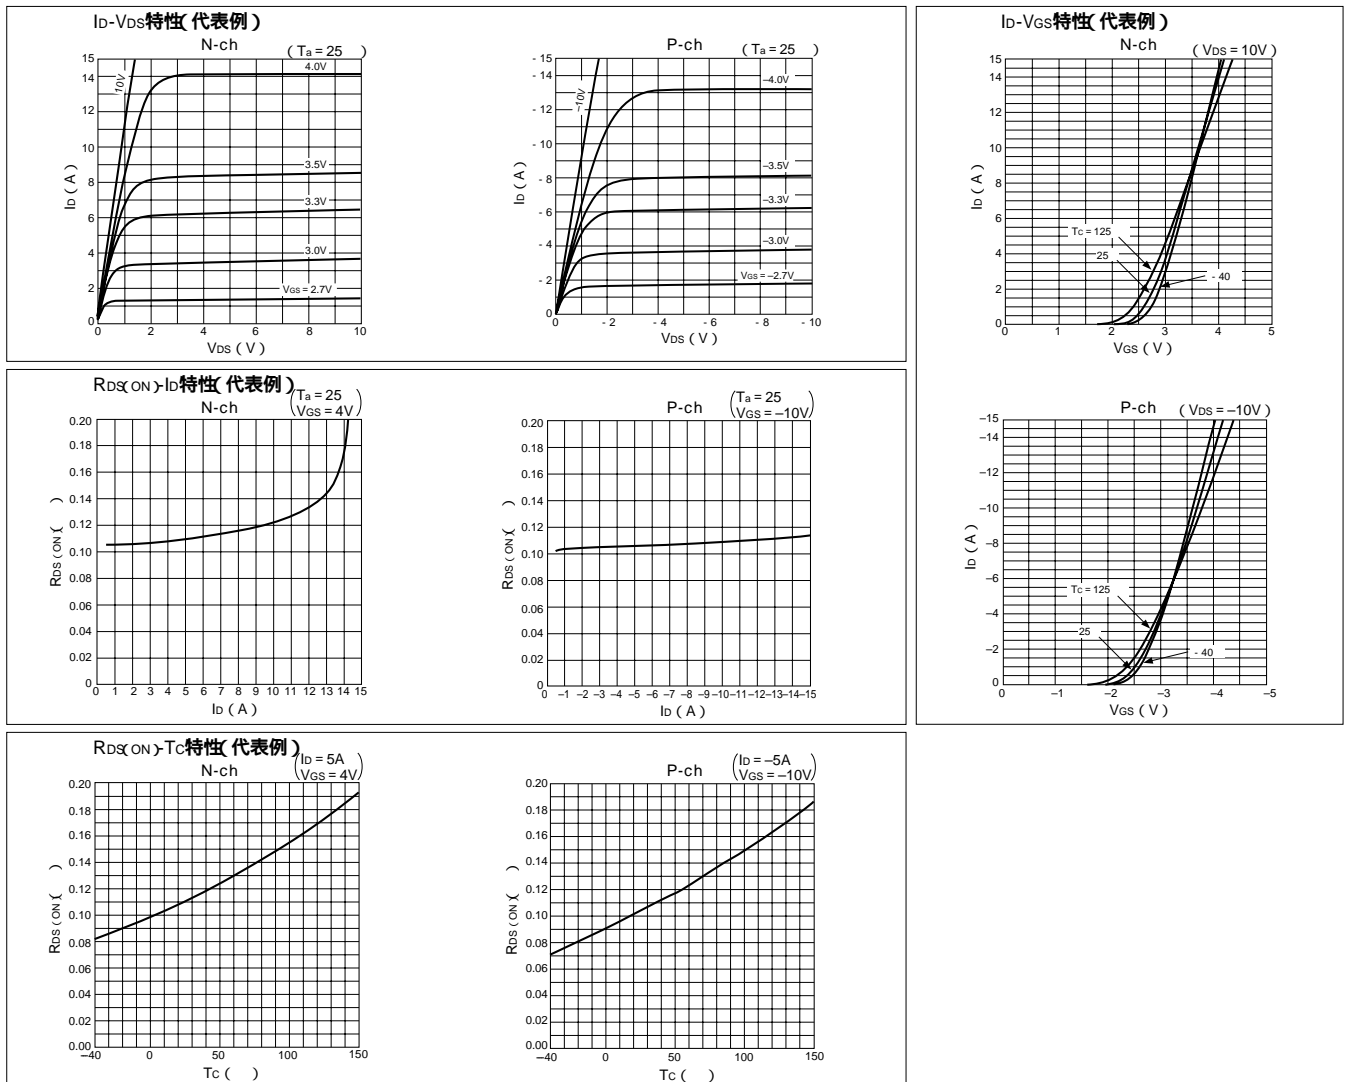 ID-VDS特性(代表例)
N-ch
(Ta = 25 )
15
14
12
10
8
6
4
2
0
ID (A)
10V
4.0V
3.5V
3.3V
3.0V
VGS = 2.7V
0 2 4 6 8 10
VDS (V)
P-ch
(Ta = 25 )
- 15
- 14
- 12
- 10
- 8
- 6
- 4
- 2
0
ID (A)
–10V
–4.0V
–3.5V
–3.3V
–3.0V
VGS = –2.7V
0 - 2 - 4 - 6 - 8 - 10
VDS (V)
RDS(ON)-ID特性(代表例)
N-ch
(Ta = 25
VGS = 4V)
0.20
0.18
0.16
0.14
0.12
0.10
0.08
0.06
0.04
0.02
0
RDS (ON) ( )
0 1 2 3 4 5 6 7 8 9 10 11 12 13 14 15
ID (A)
P-ch
(Ta = 25
VGS = –10V)
0.20
0.18
0.16
0.14
0.12
0.10
0.08
0.06
0.04
0.02
0
RDS (ON) ( )
0 –1 –2 –3 –4 –5 –6 –7 –8 –9 –10 –11 –12 –13 –14 –15
ID (A)
RDS(ON)-TC特性(代表例)
N-ch
(ID = 5A
VGS = 4V)
0.20
0.18
0.16
0.14
0.12
0.10
0.08
0.06
0.04
0.02
0.00
RDS (ON) ( )
–40 0 50 100 150
TC ( )
P-ch
(ID = –5A
VGS = –10V)
0.20
0.18
0.16
0.14
0.12
0.10
0.08
0.06
0.04
0.02
0.00
RDS (ON) ( )
–40 0 50 100 150
TC ( )
ID-VGS特性(代表例)
N-ch
(VDS = 10V)
15
14
12
10
8
6
4
2
0
ID (A)
TC = 125
25
- 40
0 1 2 3 4 5
VGS (V)
P-ch
(VDS = –10V)
–15
–14
–12
–10
–8
–6
–4
–2
0
ID (A)
TC = 125
25
- 40
0 –1 –2 –3 –4 –5
VGS (V)